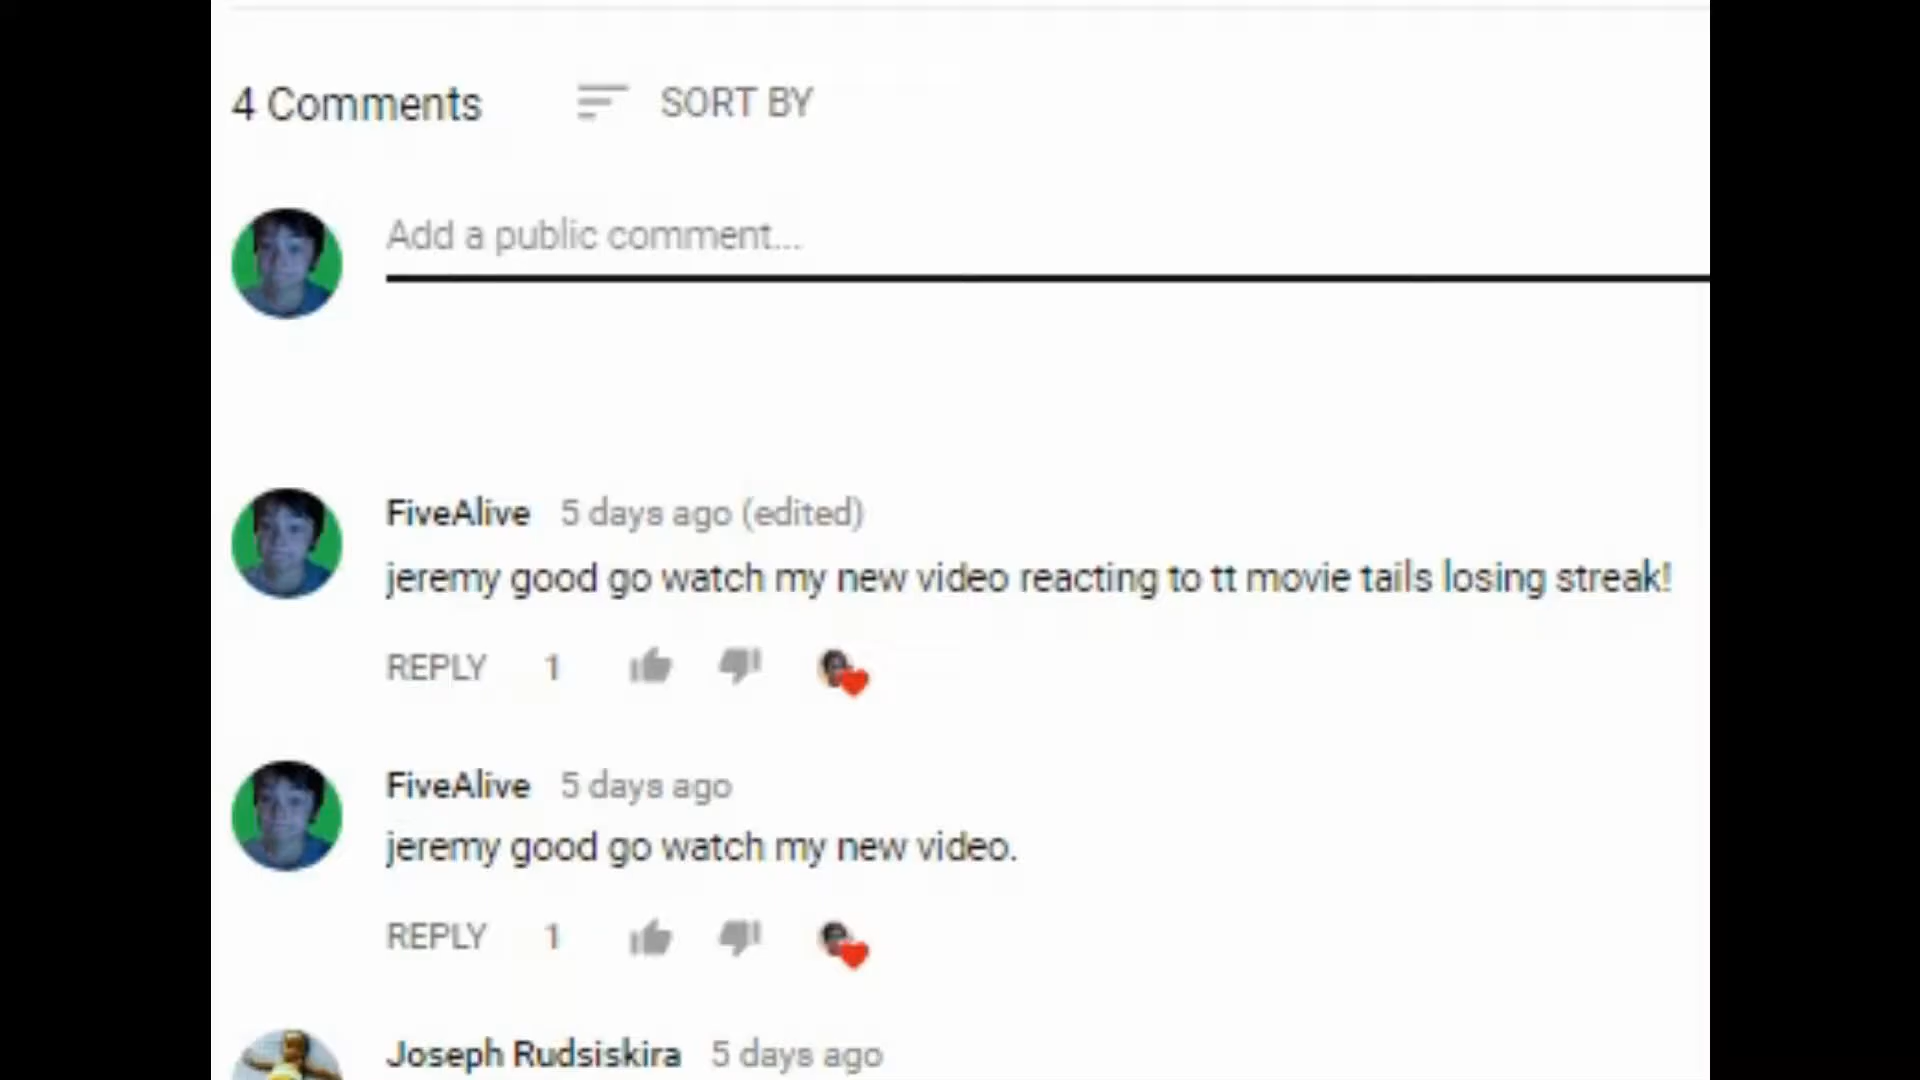 4 Comments SORT BY
Add a public comment...
FiveAlive 5 days ago (edited)
jeremy good go watch my new video reacting to tt movie tails losing streak!
REPLY 1
FiveAlive 5 days ago
jeremy good go watch my new video.
REPLY 1
Joseph Rudsiskira 5 days ago